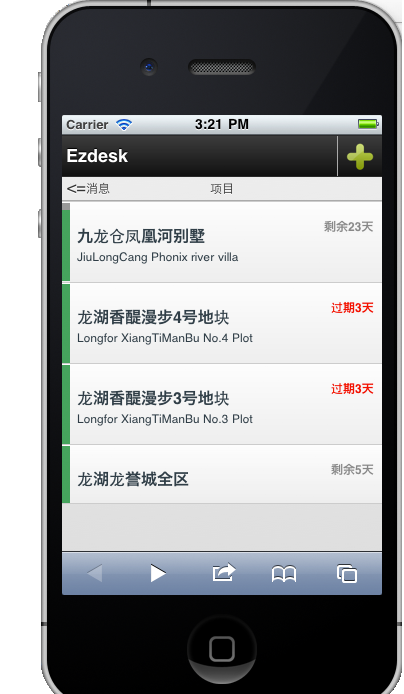 Carrier 3:21 PM
Ezdesk
<=消息 项目
九龙仓凤凰河别墅 剩余23天
JiuLongCang Phonix river villa
龙湖香醍漫步4号地块 过期3天
Longfor XiangTiManBu No.4 Plot
龙湖香醍漫步3号地块 过期3天
Longfor XiangTiManBu No.3 Plot
龙湖龙誉城全区 剩余5天